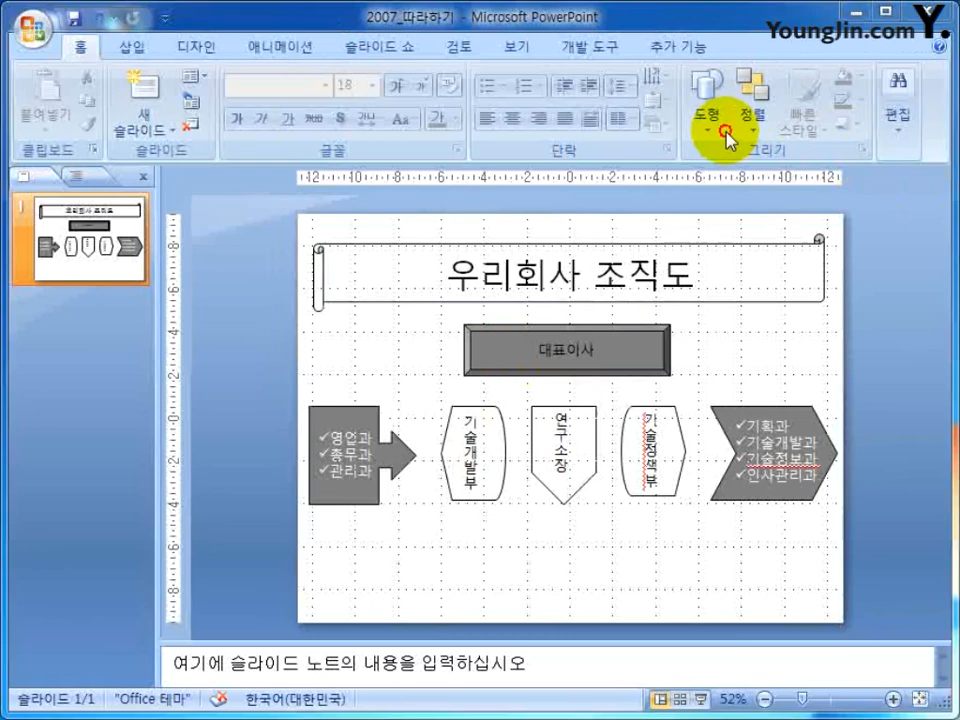 2007_따라하기 - Microsoft PowerPoint
YoungJin.com Y.
홈 삽입 디자인 애니메이션 슬라이드 쇼 검토 보기 개발 도구 추가 기능
붙여넣기
새
슬라이드
18
가 가 가 가 abc S 가나 Aa 가
도형 정렬 빠른
스타일
편집
클립보드 슬라이드 글꼴 단락 그리기
1
우리회사 조직도
대표이사
✓영업과
✓총무과
✓관리과
기술개발부
연구소장
기술정책부
✓기획과
✓기술개발과
✓기술정보과
✓인사관리과
여기에 슬라이드 노트의 내용을 입력하십시오
슬라이드 1/1 "Office 테마" 한국어(대한민국) 52%